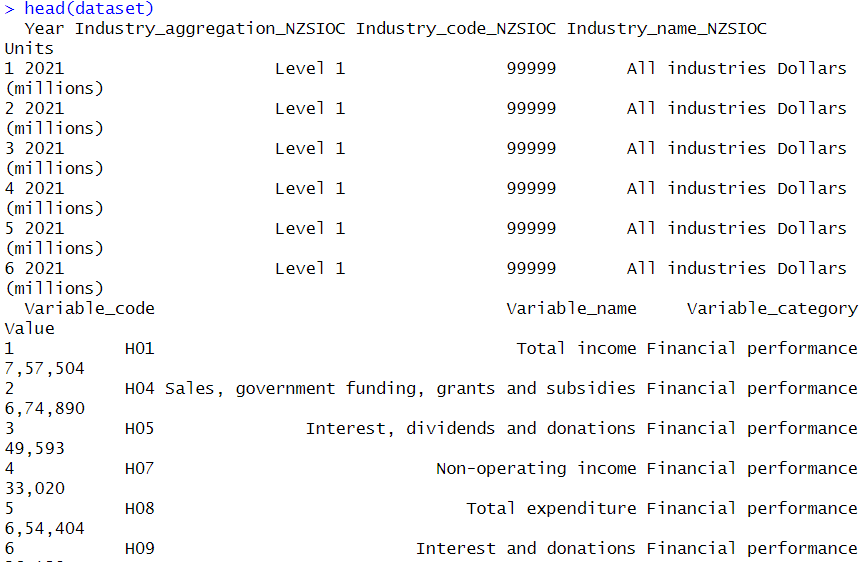 > head(dataset)
Year Industry_aggregation_NZSIOC Industry_code_NZSIOC Industry_name_NZSIOC
Units
1 2021 Level 1 99999 All industries Dollars
(millions)
2 2021 Level 1 99999 All industries Dollars
(millions)
3 2021 Level 1 99999 All industries Dollars
(millions)
4 2021 Level 1 99999 All industries Dollars
(millions)
5 2021 Level 1 99999 All industries Dollars
(millions)
6 2021 Level 1 99999 All industries Dollars
(millions)
Variable_code Variable_name Variable_category
Value
1 H01 Total income Financial performance
7,57,504
2 H04 Sales, government funding, grants and subsidies Financial performance
6,74,890
3 H05 Interest, dividends and donations Financial performance
49,593
4 H07 Non-operating income Financial performance
33,020
5 H08 Total expenditure Financial performance
6,54,404
6 H09 Interest and donations Financial performance